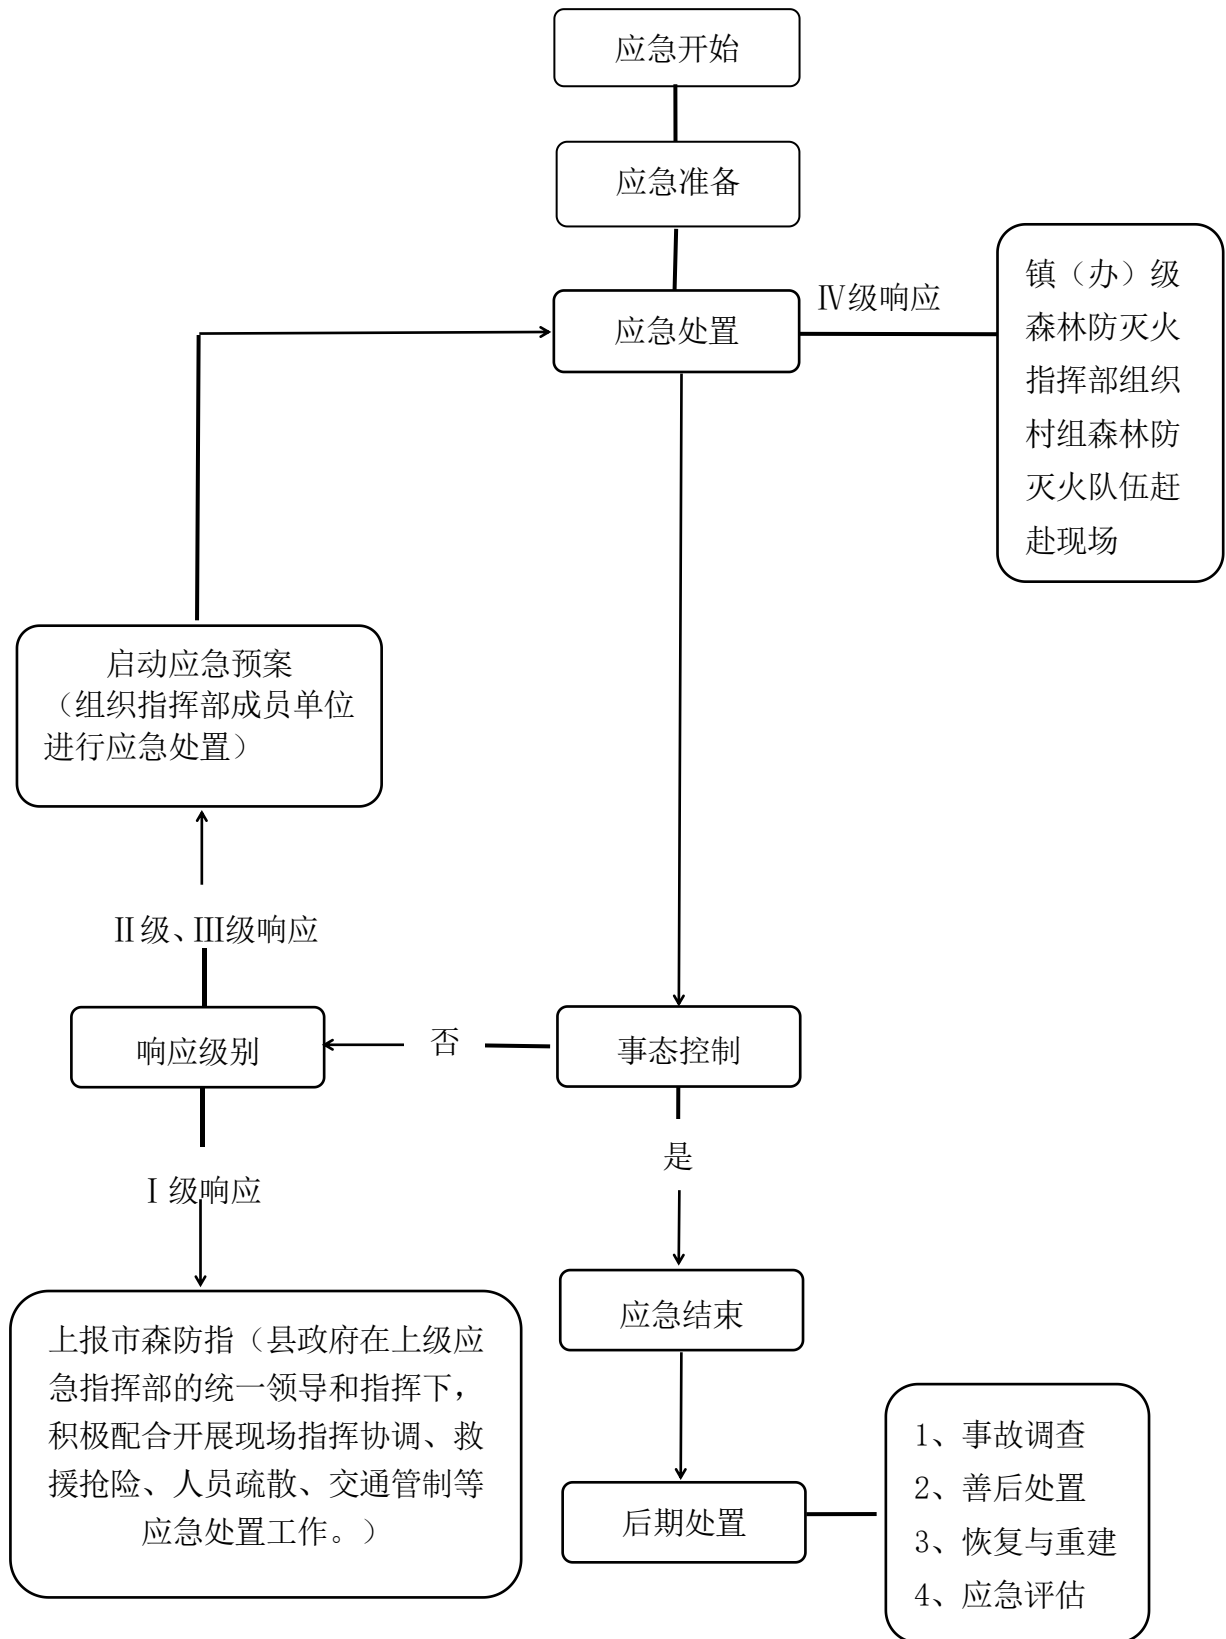 应急开始
应急准备
应急处置
Ⅳ级响应
镇（办）级
森林防灭火
指挥部组织
村组森林防
灭火队伍赶
赴现场
启动应急预案
（组织指挥部成员单位
进行应急处置）
Ⅱ级、Ⅲ级响应
响应级别
否
事态控制
是
Ⅰ级响应
上报市森防指（县政府在上级应
急指挥部的统一领导和指挥下，
积极配合开展现场指挥协调、救
援抢险、人员疏散、交通管制等
应急处置工作。）
应急结束
后期处置
1、事故调查
2、善后处置
3、恢复与重建
4、应急评估